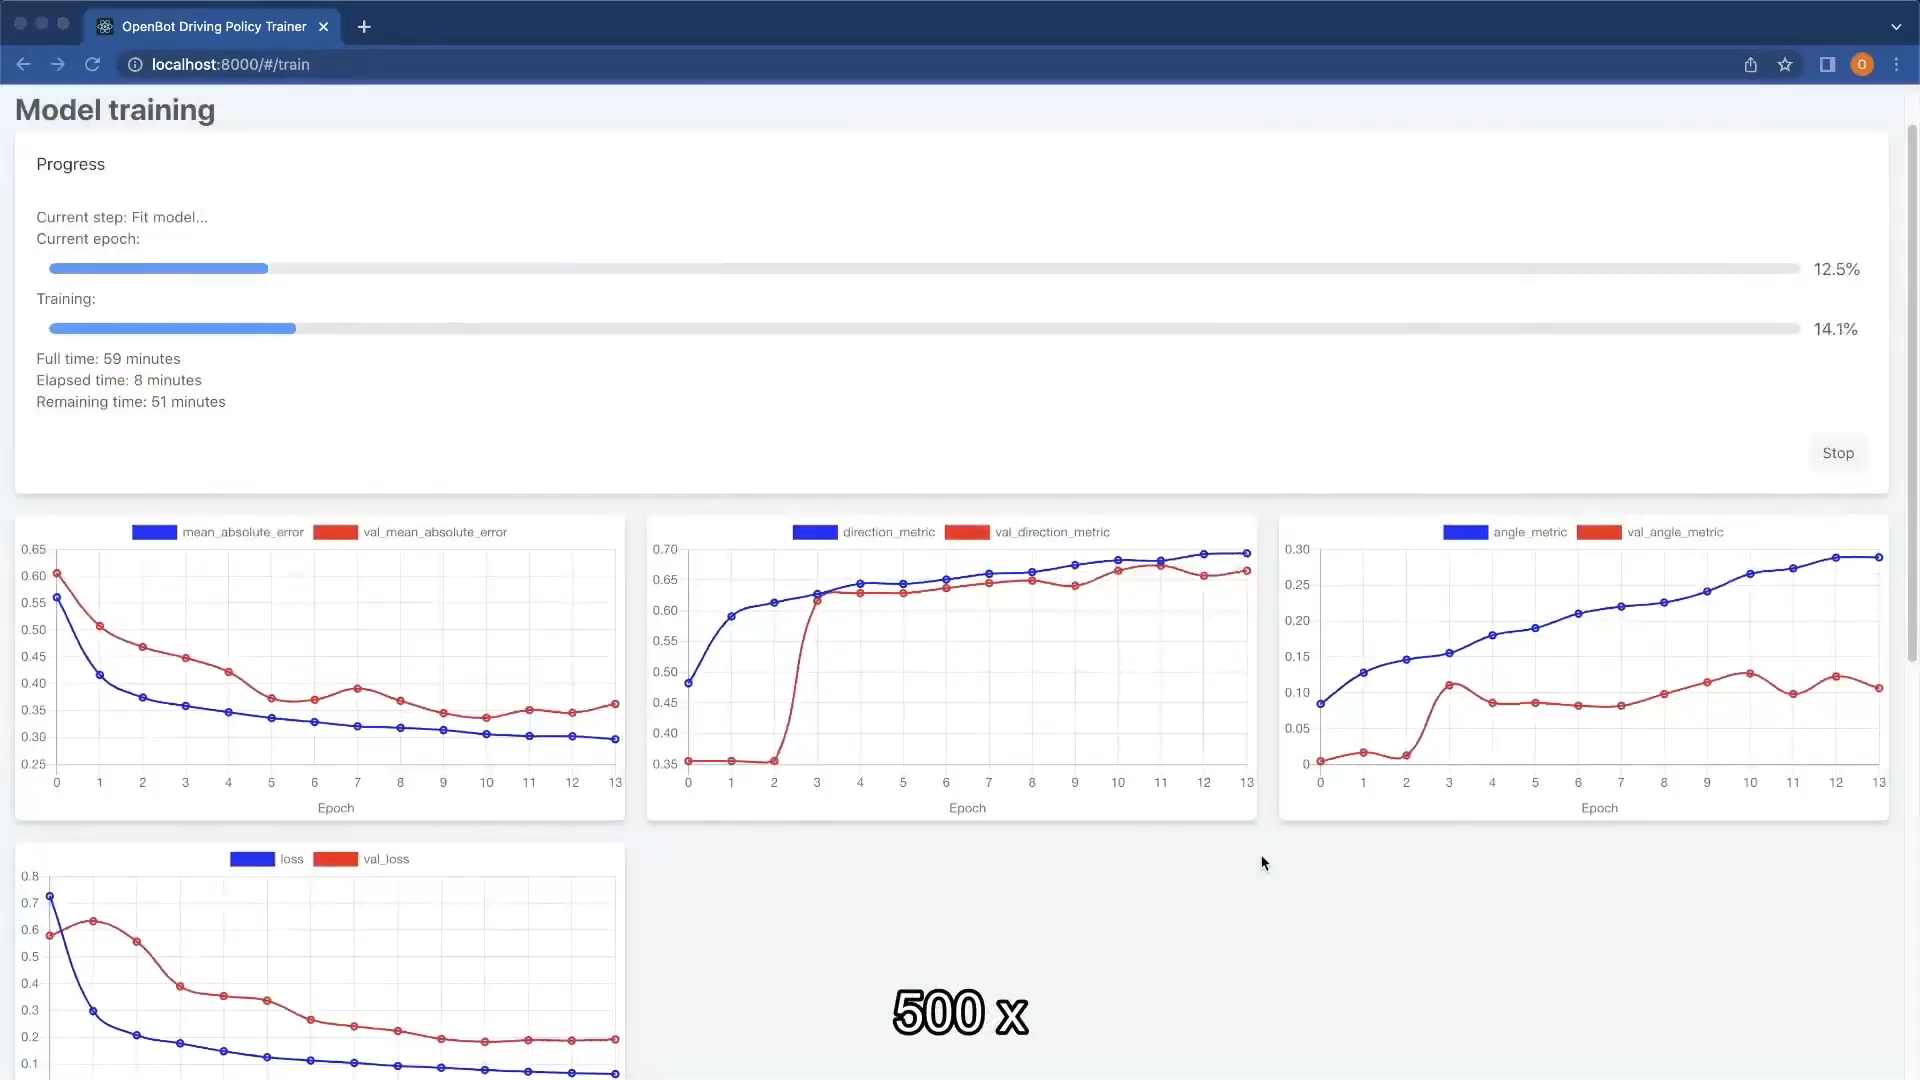 OpenBot Driving Policy Trainer
localhost:8000/#/train
O
Model training
Progress
Current step: Fit model...
Current epoch:
12.5%
Training:
14.1%
Full time: 59 minutes
Elapsed time: 8 minutes
Remaining time: 51 minutes
Stop
mean_absolute_error val_mean_absolute_error
0.65
0.60
0.55
0.50
0.45
0.40
0.35
0.30
0.25
0 1 2 3 4 5 6 7 8 9 10 11 12 13
Epoch
direction_metric val_direction_metric
0.70
0.65
0.60
0.55
0.50
0.45
0.40
0.35
0 1 2 3 4 5 6 7 8 9 10 11 12 13
Epoch
angle_metric val_angle_metric
0.30
0.25
0.20
0.15
0.10
0.05
0
0 1 2 3 4 5 6 7 8 9 10 11 12 13
Epoch
loss val_loss
0.8
0.7
0.6
0.5
0.4
0.3
0.2
0.1
500 x